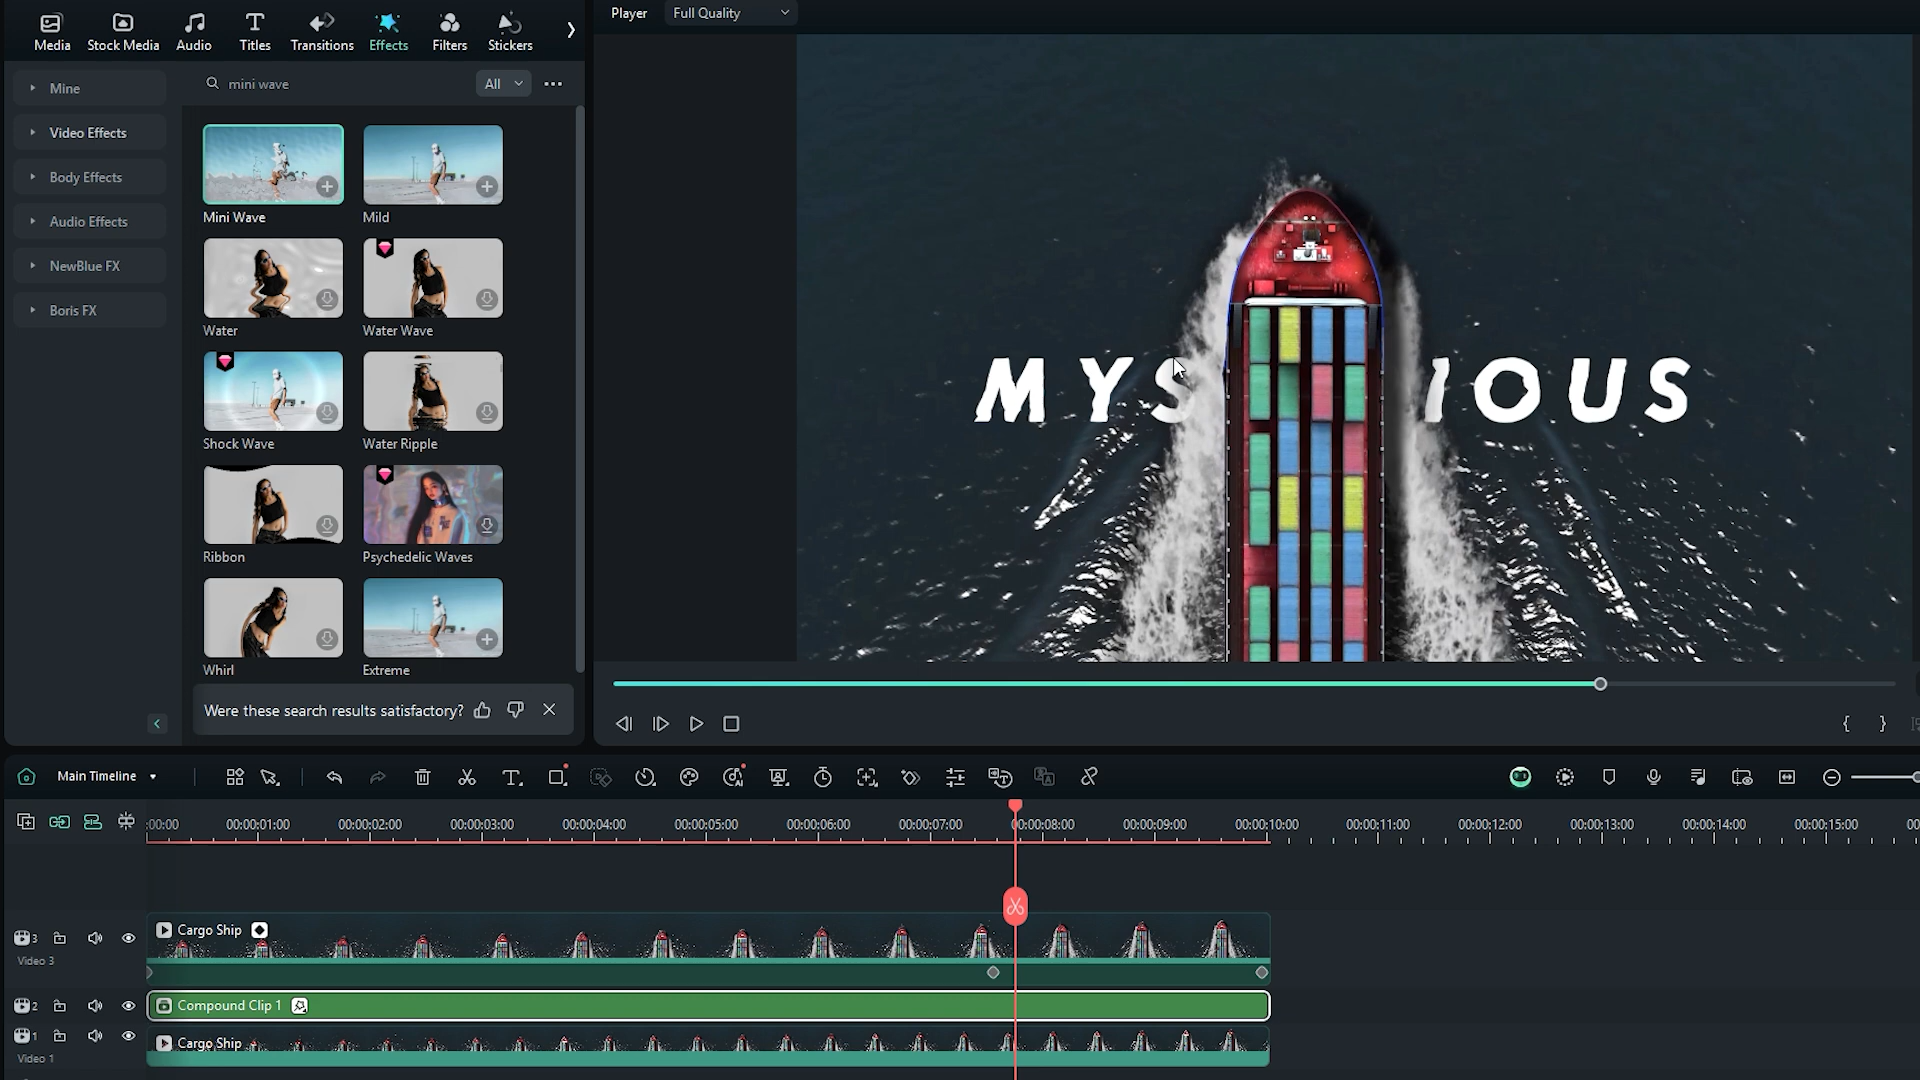 Media Stock Media Audio Titles Transitions Effects Filters Stickers
Player Full Quality
mini wave All
Mine
Video Effects
Body Effects
Audio Effects
NewBlue FX
Boris FX
Mini Wave Mild
Water Water Wave
Shock Wave Water Ripple
Ribbon Psychedelic Waves
Whirl Extreme
Were these search results satisfactory?
MYS IOUS
{ }
Main Timeline
:00:00 00:00:01:00 00:00:02:00 00:00:03:00 00:00:04:00 00:00:05:00 00:00:06:00 00:00:07:00 00:00:08:00 00:00:09:00 00:00:10:00 00:00:11:00 00:00:12:00 00:00:13:00 00:00:14:00 00:00:15:00 00
3 Cargo Ship
Video 3
2 Compound Clip 1
1 Cargo Ship
Video 1